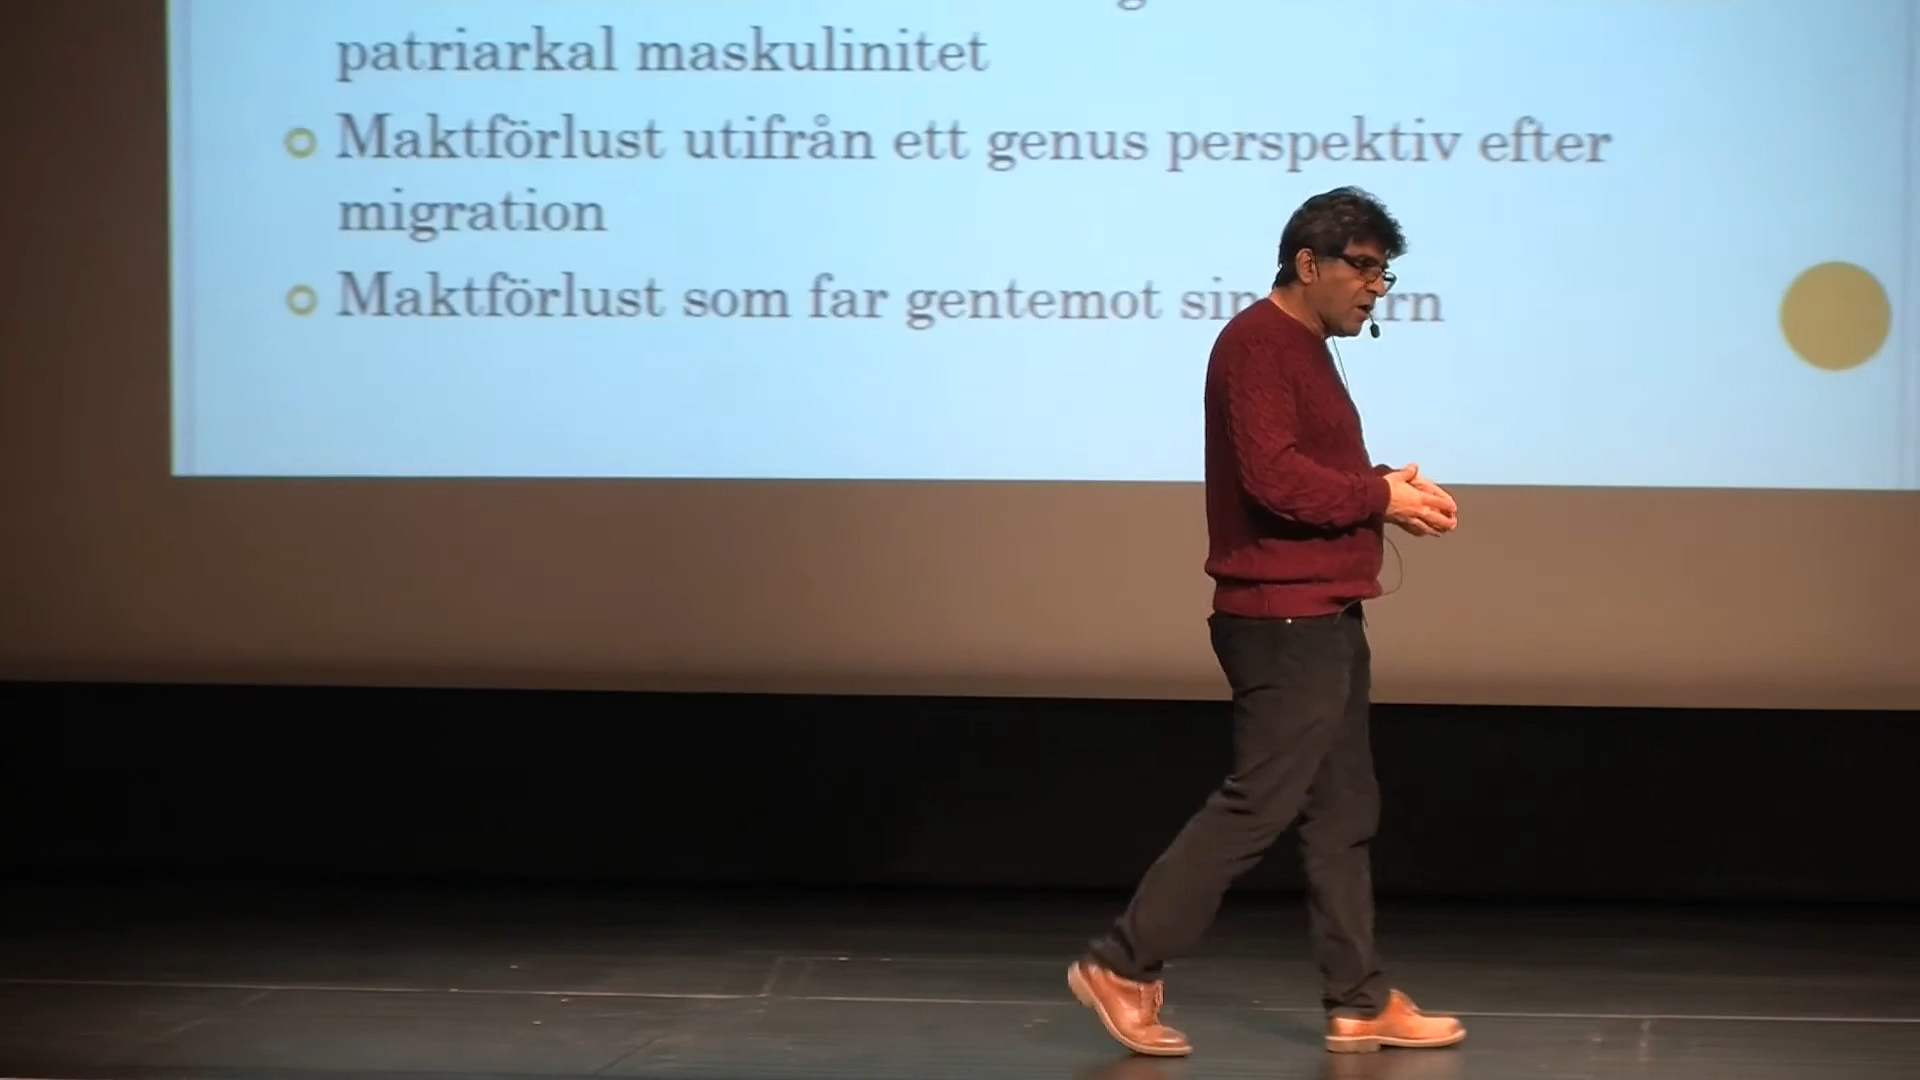 patriarkal maskulinitet
Maktförlust utifrån ett genus perspektiv efter
migration
Maktförlust som far gentemot